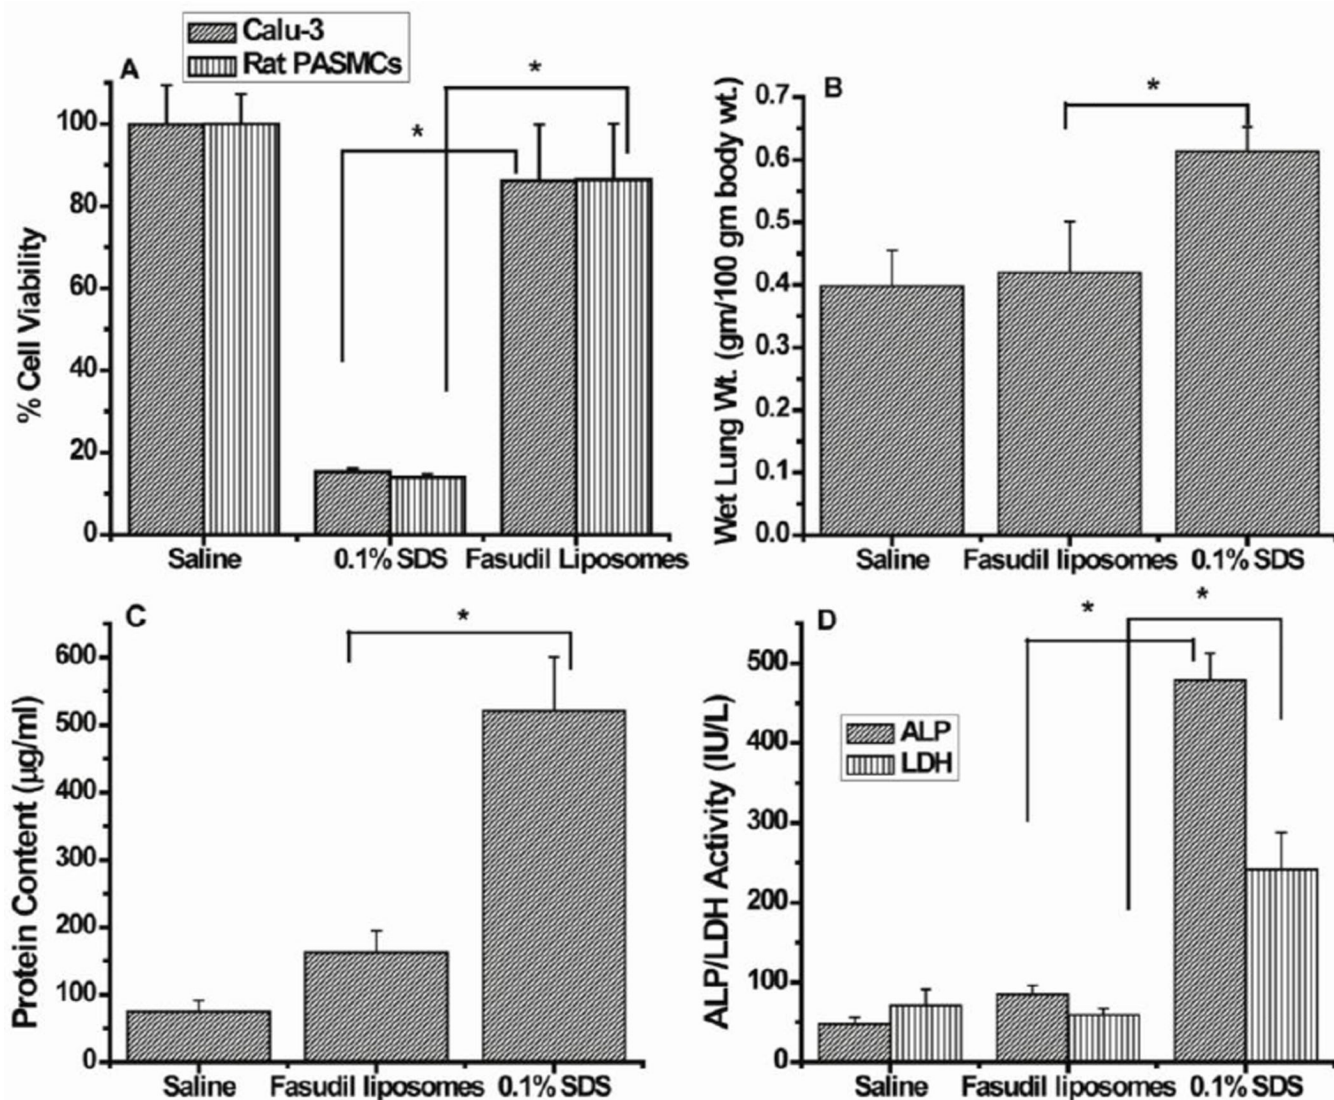 Calu-3
Rat PASMCs
A
*
*
% Cell Viability
100
80
60
40
20
0
Saline 0.1% SDS Fasudil Liposomes
B
*
Wet Lung Wt. (gm/100 gm body wt.)
0.7
0.6
0.5
0.4
0.3
0.2
0.1
0.0
Saline Fasudil liposomes 0.1% SDS
C
*
Protein Content (µg/ml)
600
500
400
300
200
100
0
Saline Fasudil liposomes 0.1% SDS
D
*
*
ALP
LDH
ALP/LDH Activity (IU/L)
500
400
300
200
100
0
Saline Fasudil liposomes 0.1% SDS